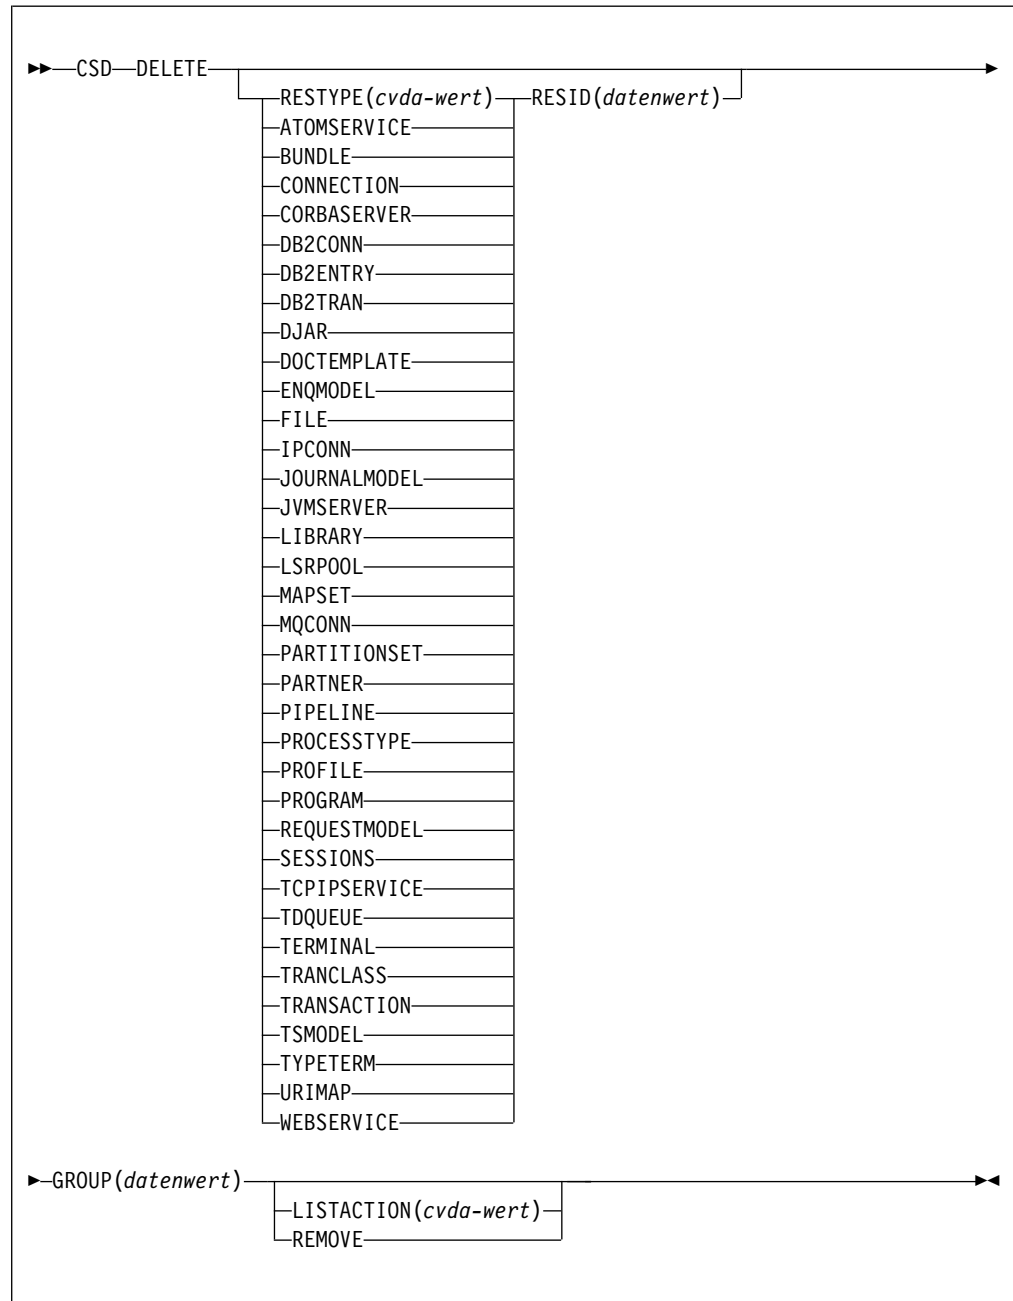 CSD DELETE
RESTYPE(cvda-wert) RESID(datenwert)
ATOMSERVICE
BUNDLE
CONNECTION
CORBASERVER
DB2CONN
DB2ENTRY
DB2TRAN
DJAR
DOCTEMPLATE
ENQMODEL
FILE
IPCONN
JOURNALMODEL
JVMSERVER
LIBRARY
LSRPOOL
MAPSET
MQCONN
PARTITIONSET
PARTNER
PIPELINE
PROCESSTYPE
PROFILE
PROGRAM
REQUESTMODEL
SESSIONS
TCPIPSERVICE
TDQUEUE
TERMINAL
TRANCLASS
TRANSACTION
TSMODEL
TYPETERM
URIMAP
WEBSERVICE
GROUP(datenwert)
LISTACTION(cvda-wert)
REMOVE